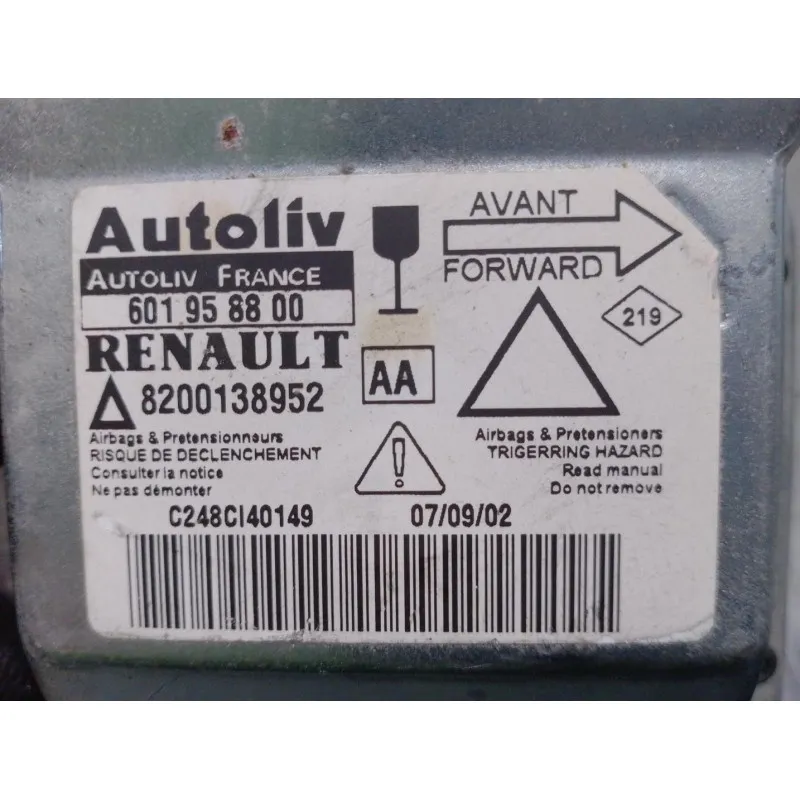 Autoliv
AUTOLIV FRANCE
601 95 88 00
RENAULT
8200138952
AA
AVANT
FORWARD
219
Airbags & Pretensionnaurs
RISQUE DE DECLENCHEMENT
Consulter la notice
Ne pas démonter
!
Airbags & Pretensioners
TRIGERRING HAZARD
Read manual
Do not remove
C248CI40149
07/09/02